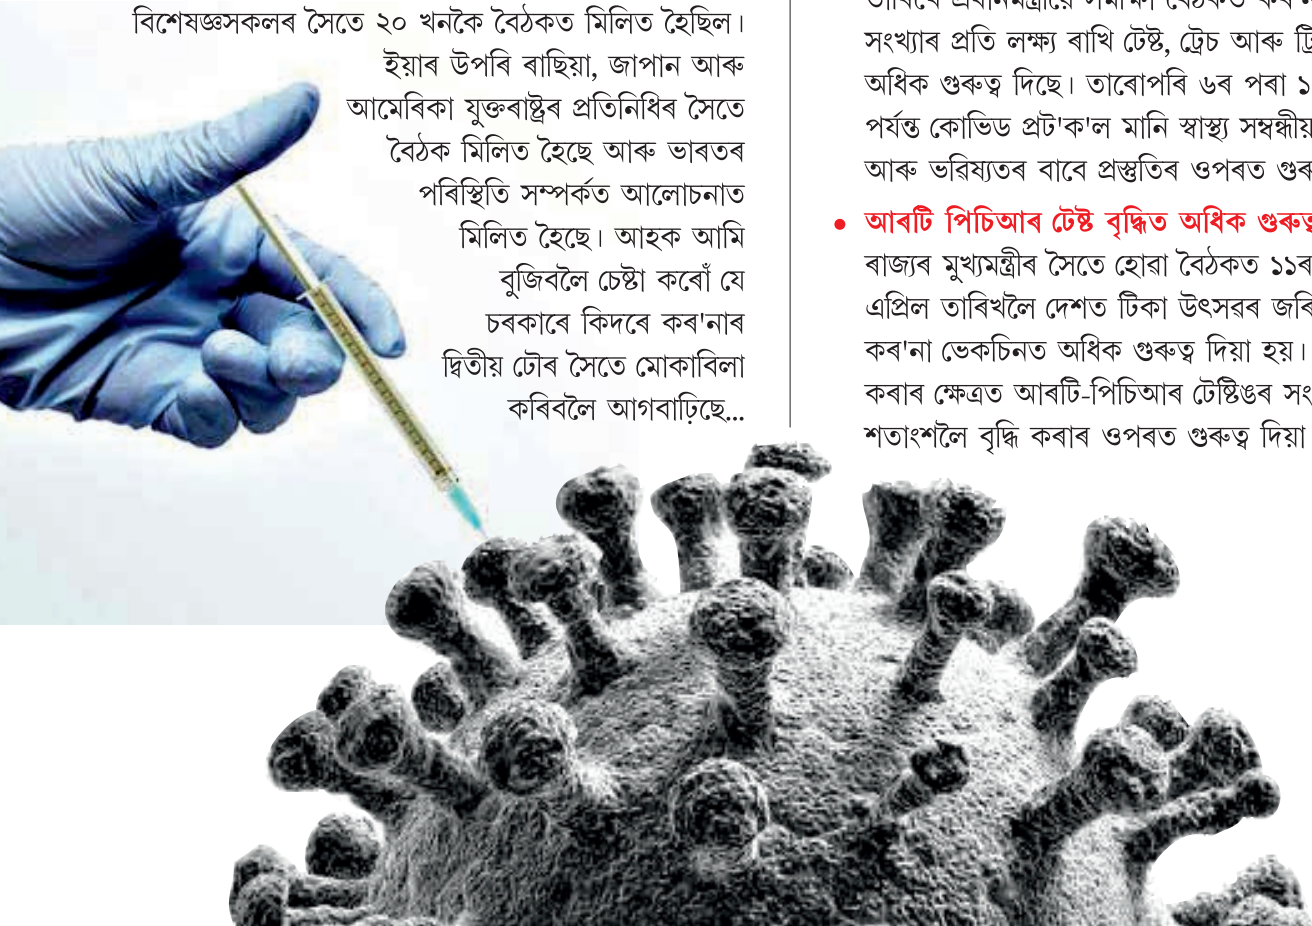 বিশেষজ্ঞসকলৰ সৈতে ২০ খনকৈ বৈঠকত মিলিত হৈছিল।
ইয়াৰ উপৰি ৰাছিয়া, জাপান আৰু
আমেৰিকা যুক্তৰাষ্ট্ৰৰ প্ৰতিনিধিৰ সৈতে
বৈঠক মিলিত হৈছে আৰু ভাৰতৰ
পৰিস্থিতি সম্পৰ্কত আলোচনাত
মিলিত হৈছে। আহক আমি
বুজিবলৈ চেষ্টা কৰোঁ যে
চৰকাৰে কিদৰে কৰ'নাৰ
দ্বিতীয় ঢৌৰ সৈতে মোকাবিলা
কৰিবলৈ আগবাঢ়িছে...
সংখ্যাৰ প্ৰতি লক্ষ্য ৰাখি টেষ্ট, ট্ৰেচ আৰু
অধিক গুৰুত্ব দিছে। তাৰোপৰি ৬ৰ পৰা
পৰ্যন্ত কোভিড প্ৰট'ক'ল মানি স্বাস্থ্য সম্বন্ধীয়
আৰু ভৱিষ্যতৰ বাবে প্ৰস্তুতিৰ ওপৰত
• আৰটি পিচিআৰ টেষ্ট বৃদ্ধিত অধিক গুৰুত্ব
ৰাজ্যৰ মুখ্যমন্ত্ৰীৰ সৈতে হোৱা বৈঠকত ১১ৰ
এপ্ৰিল তাৰিখলৈ দেশত টিকা উৎসৱৰ
কৰ'না ভেকচিনত অধিক গুৰুত্ব দিয়া হয়।
কৰাৰ ক্ষেত্ৰত আৰটি-পিচিআৰ টেষ্টিঙৰ
শতাংশলৈ বৃদ্ধি কৰাৰ ওপৰত গুৰুত্ব দিয়া